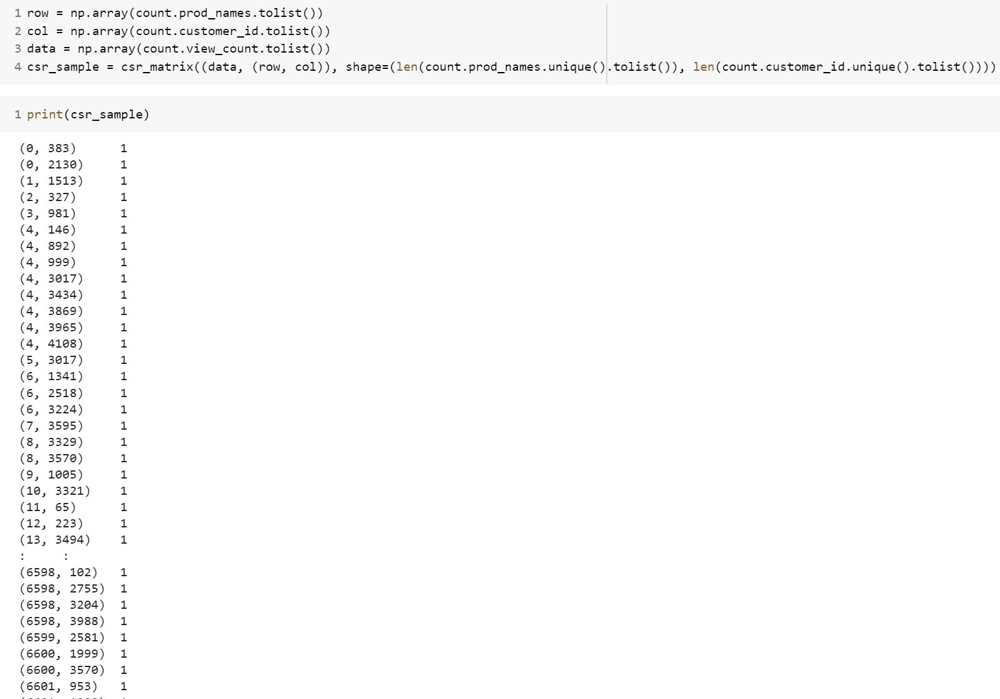 1 row = np.array(count.prod_names.tolist())
2 col = np.array(count.customer_id.tolist())
3 data = np.array(count.view_count.tolist())
4 csr_sample = csr_matrix((data, (row, col)), shape=(len(count.prod_names.unique().tolist()), len(count.customer_id.unique().tolist())))
1 print(csr_sample)
(0, 383) 1
(0, 2130) 1
(1, 1513) 1
(2, 327) 1
(3, 981) 1
(4, 146) 1
(4, 892) 1
(4, 999) 1
(4, 3017) 1
(4, 3434) 1
(4, 3869) 1
(4, 3965) 1
(4, 4108) 1
(5, 3017) 1
(6, 1341) 1
(6, 2518) 1
(6, 3224) 1
(7, 3595) 1
(8, 3329) 1
(8, 3570) 1
(9, 1005) 1
(10, 3321) 1
(11, 65) 1
(12, 223) 1
(13, 3494) 1
: :
(6598, 102) 1
(6598, 2755) 1
(6598, 3204) 1
(6598, 3988) 1
(6599, 2581) 1
(6600, 1999) 1
(6600, 3570) 1
(6601, 953) 1